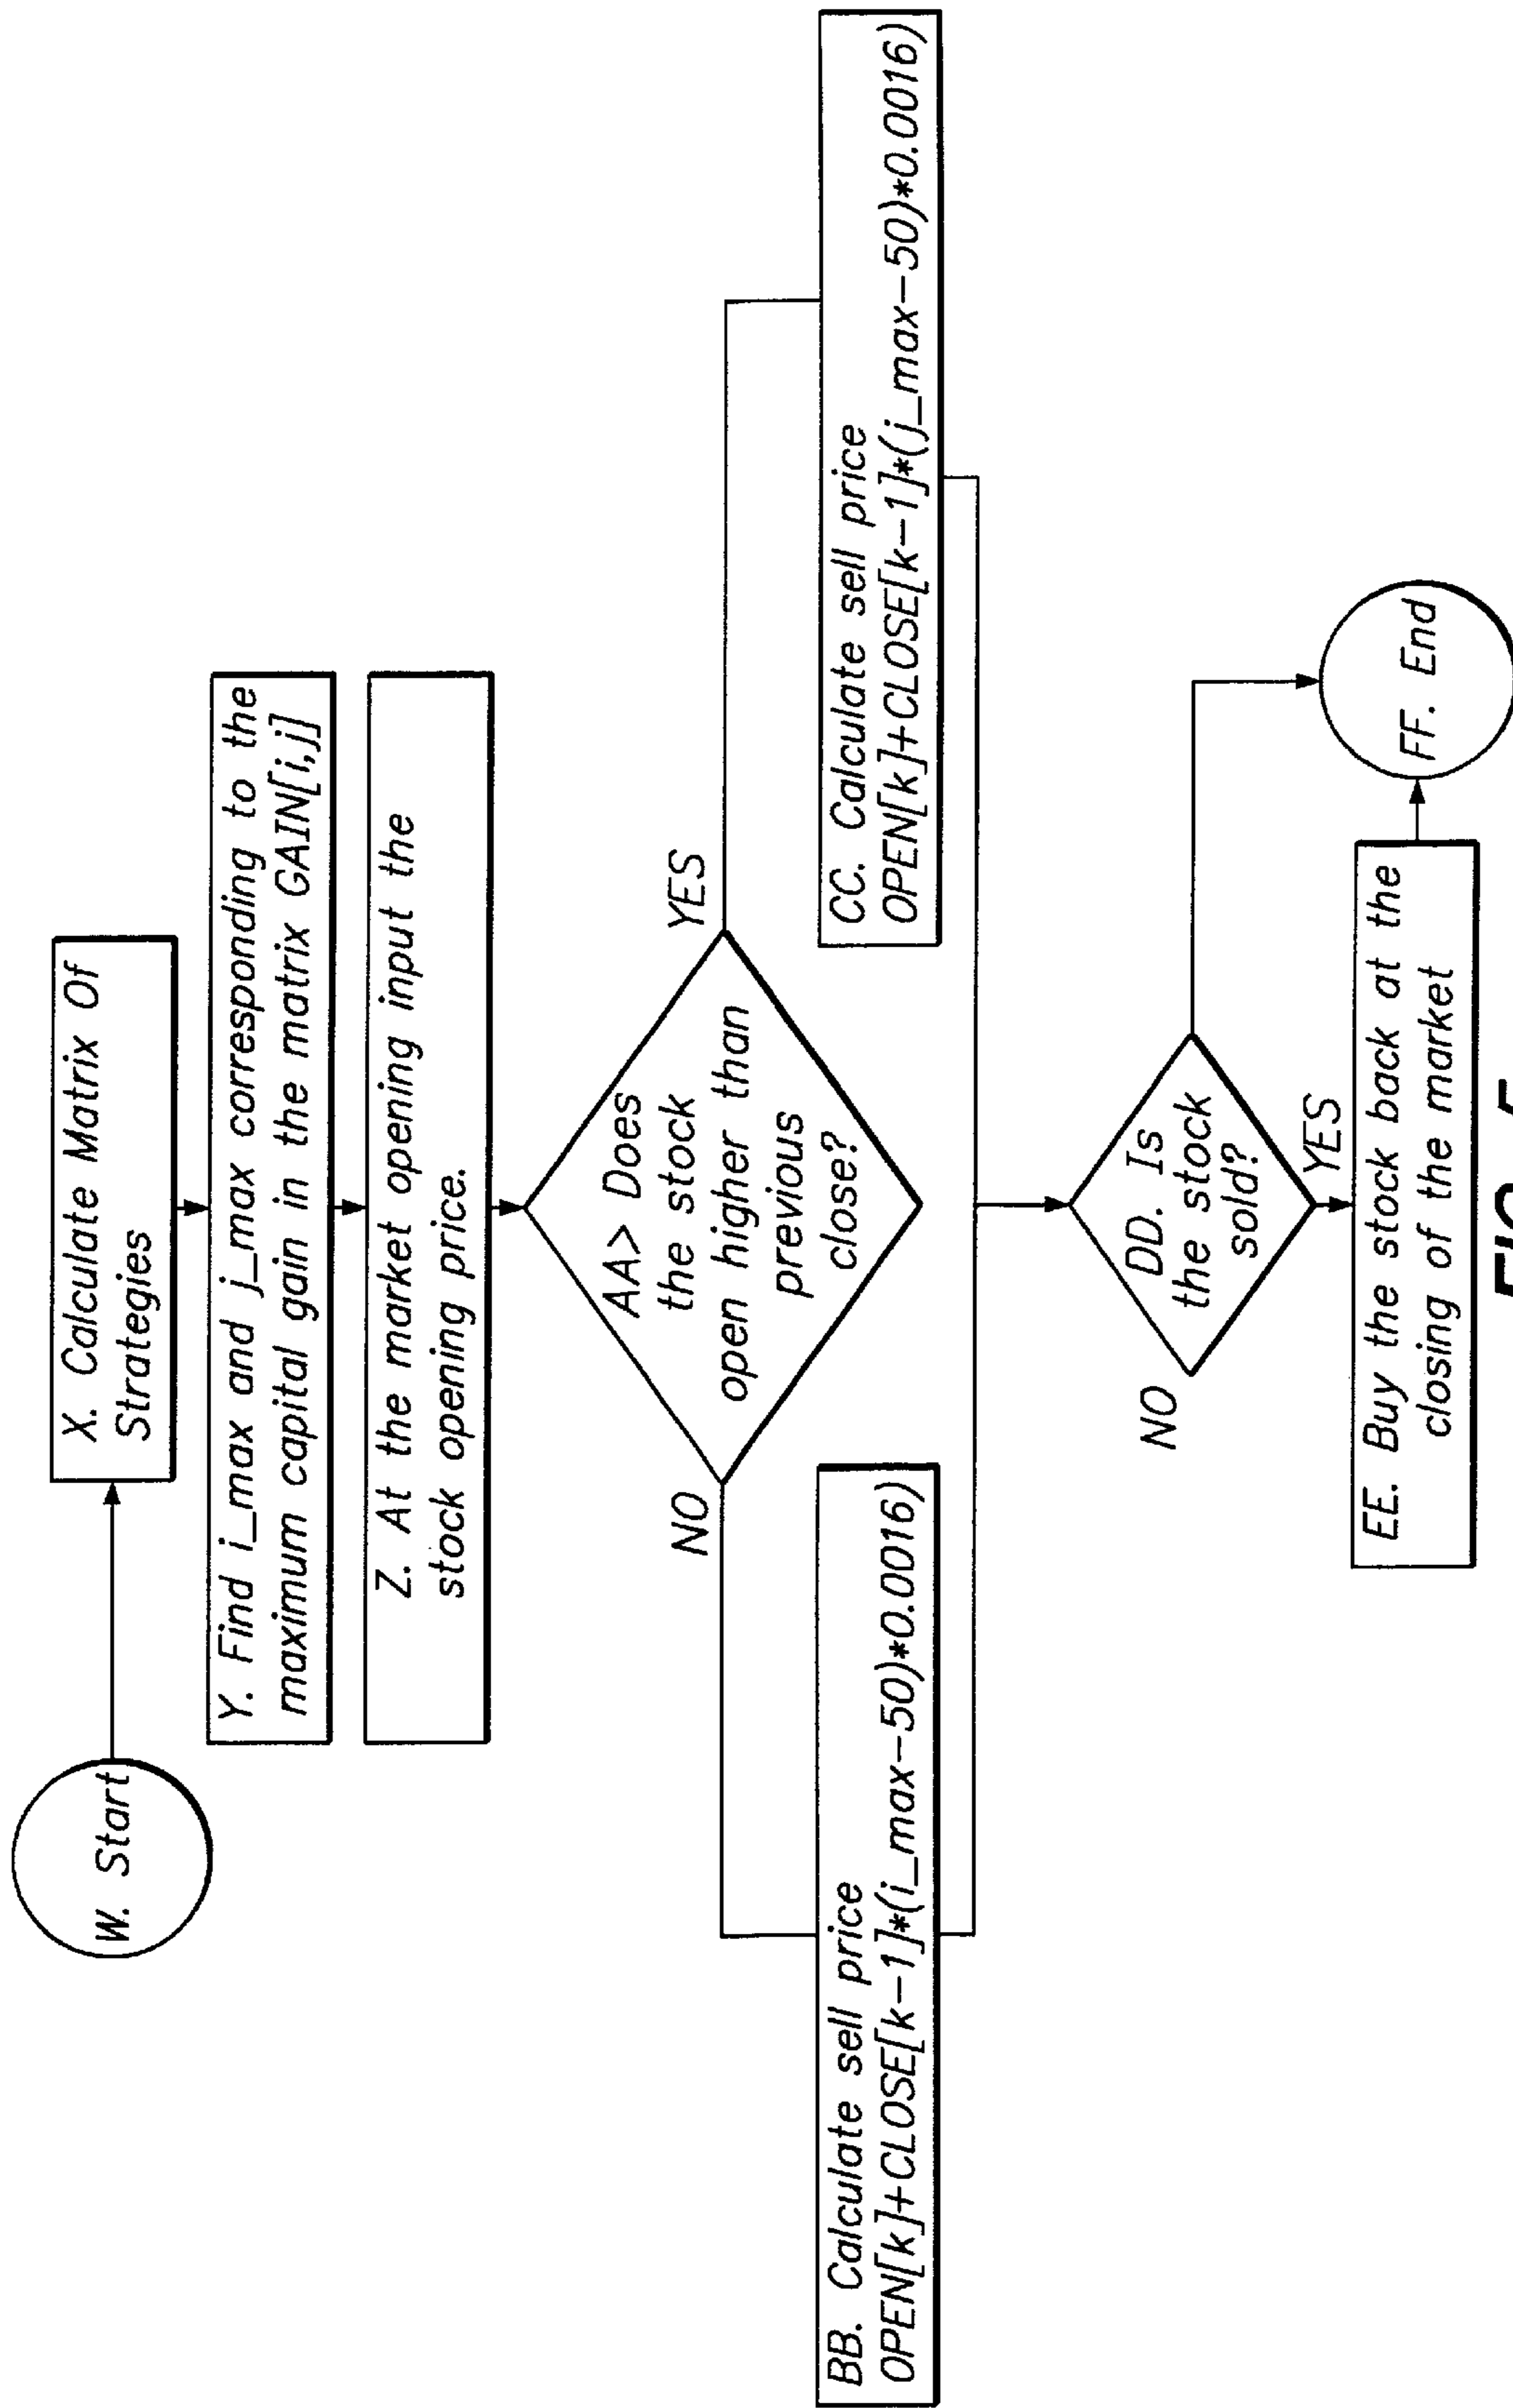 W. Start
X. Calculate Matrix Of
Strategies
Y. Find i_max and j_max corresponding to the
maximum capital gain in the matrix GAIN[i,j]
Z. At the market opening input the
stock opening price.
AA> Does
the stock
open higher than
previous
close?
NO
YES
BB. Calculate sell price
OPEN[k]+CLOSE[k-1]*(i_max-50)*0.0016)
CC. Calculate sell price
OPEN[k]+CLOSE[k-1]*(j_max-50)*0.0016)
DD. Is
the stock
sold?
NO
YES
EE. Buy the stock back at the
closing of the market
FF. End